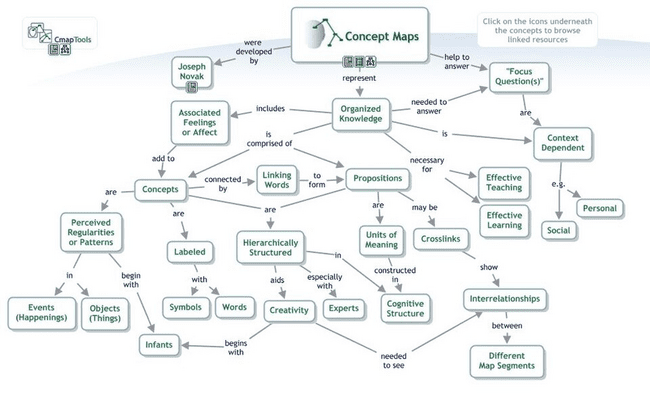 CmapTools
Concept Maps
Click on the icons underneath
the concepts to browse
linked resources
were
developed
by
help to
answer
represent
Joseph
Novak
"Focus
Question(s)"
Associated
Feelings
or Affect
includes
Organized
Knowledge
needed to
answer
are
is
comprised of
is
Context
Dependent
add to
necessary
for
Concepts
connected
by
Linking
Words
to
form
Propositions
Effective
Teaching
e.g.
are
are
are
are
may be
Effective
Learning
Personal
Social
Perceived
Regularities
or Patterns
Labeled
Hierarchically
Structured
in
Units of
Meaning
Crosslinks
in
begin
with
with
aids
especially
with
constructed
in
show
Events
(Happenings)
Objects
(Things)
Symbols
Words
Creativity
Experts
Cognitive
Structure
Interrelationships
Infants
begins
with
needed
to see
between
Different
Map Segments